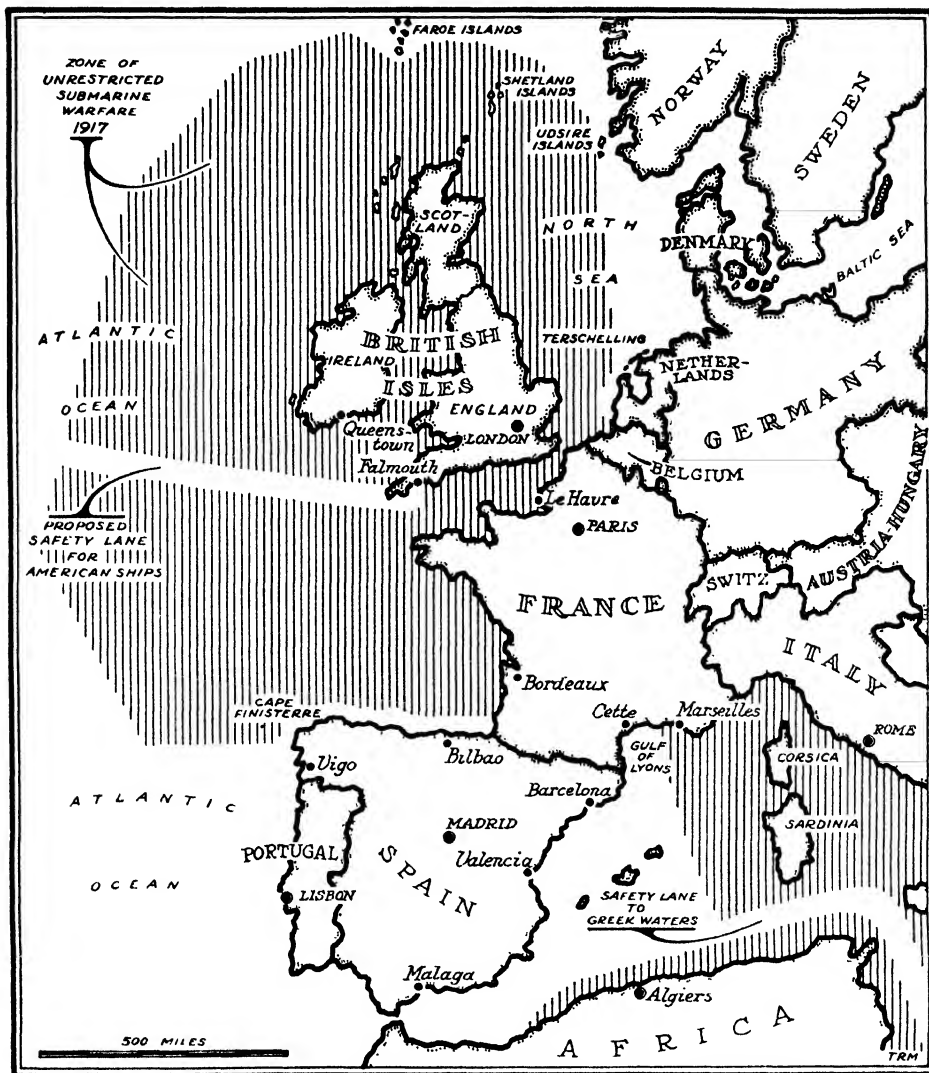 FAROE ISLANDS
ZONE OF
UNRESTRICTED
SUBMARINE
WARFARE
1917
SHETLAND
ISLANDS
UDSIRE
ISLANDS
NORWAY
SWEDEN
SCOT-
LAND
NORTH
SEA
DENMARK
BALTIC SEA
ATLANTIC
OCEAN
BRITISH
ISLES
IRELAND
TERSCHELLING
NETHER-
LANDS
GERMANY
ENGLAND
LONDON
Queens-
town
Falmouth
BELGIUM
Le Havre
PARIS
AUSTRIA-HUNGARY
PROPOSED
SAFETY LANE
FOR
AMERICAN SHIPS
SWITZ
FRANCE
ITALY
Bordeaux
CAPE
FINISTERRE
Cette
Marseilles
ROME
Vigo
Bilbao
GULF
OF
LYONS
CORSICA
Barcelona
ATLANTIC
OCEAN
MADRID
SARDINIA
PORTUGAL
SPAIN
Valencia
LISBON
SAFETY LANE
TO
GREEK WATERS
Malaga
Algiers
AFRICA
500 MILES
TRM